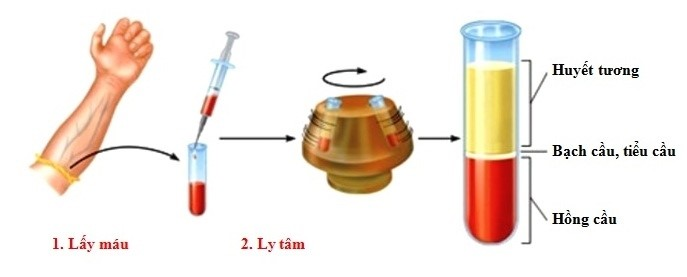 Huyết tương
Bạch cầu, tiểu cầu
Hồng cầu
1. Lấy máu
2. Ly tâm